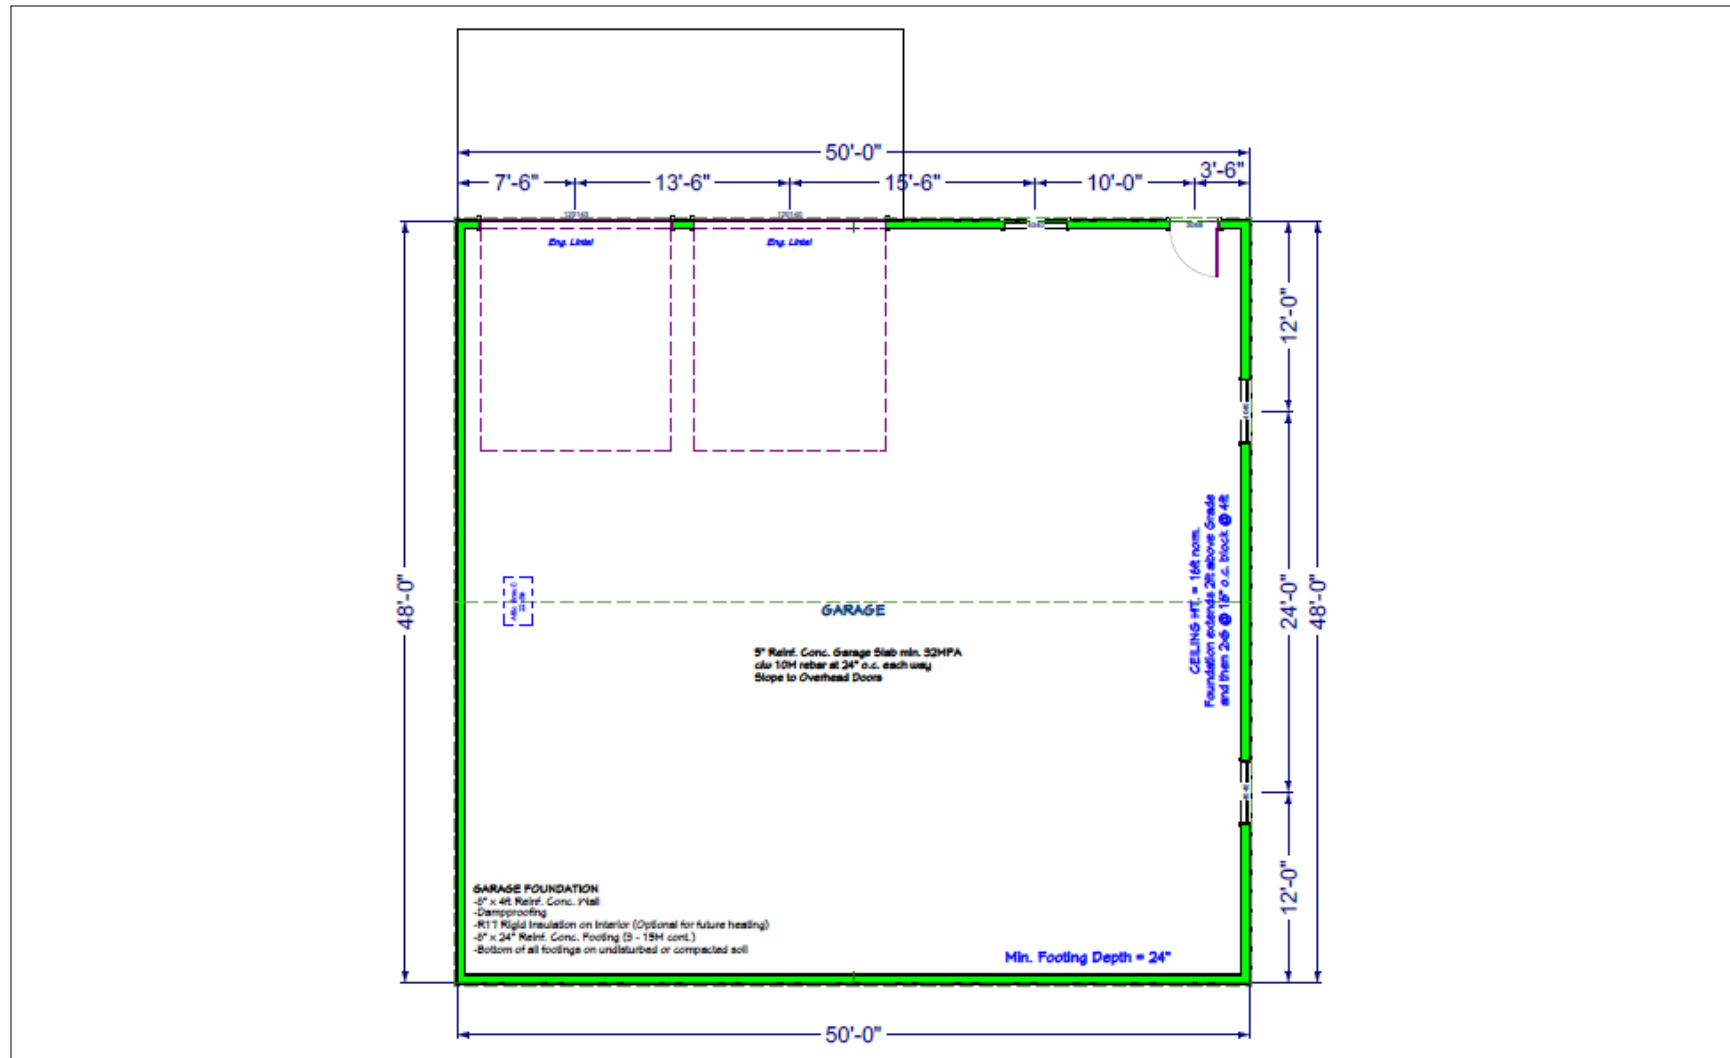 50'-0"
7'-6"
13'-6"
15'-6"
10'-0"
3'-6"
Eng. Lintel
Eng. Lintel
12'-0"
24'-0"
12'-0"
48'-0"
48'-0"
CEILING HT. = 16ft nom.
Foundation extends 2ft above Grade
and then 2x6 @ 16" o.c. block @ 4ft
GARAGE
5" Reinf. Conc. Garage Slab min. 32MPA
c/w 10M rebar at 24" o.c. each way
Slope to Overhead Doors
GARAGE FOUNDATION
-8" x 4ft Reinf. Conc. Wall
-Dampproofing
-R17 Rigid Insulation on Interior (Optional for future heating)
-8" x 24" Reinf. Conc. Footing (3 - 15M cont.)
-Bottom of all footings on undisturbed or compacted soil
Min. Footing Depth = 24"
50'-0"